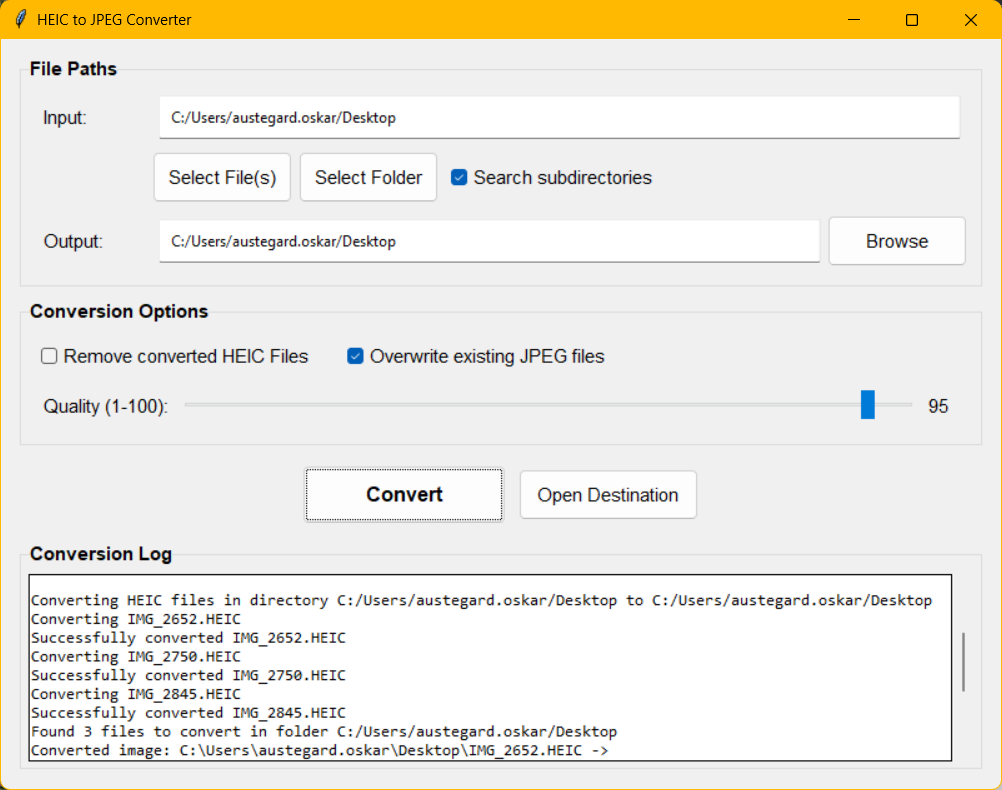 HEIC to JPEG Converter
File Paths
Input:
C:/Users/austegard.oskar/Desktop
Select File(s) Select Folder Search subdirectories
Output:
C:/Users/austegard.oskar/Desktop
Browse
Conversion Options
Remove converted HEIC Files Overwrite existing JPEG files
Quality (1-100): 95
Convert Open Destination
Conversion Log
Converting HEIC files in directory C:/Users/austegard.oskar/Desktop to C:/Users/austegard.oskar/Desktop
Converting IMG_2652.HEIC
Successfully converted IMG_2652.HEIC
Converting IMG_2750.HEIC
Successfully converted IMG_2750.HEIC
Converting IMG_2845.HEIC
Successfully converted IMG_2845.HEIC
Found 3 files to convert in folder C:/Users/austegard.oskar/Desktop
Converted image: C:\Users\austegard.oskar\Desktop\IMG_2652.HEIC ->